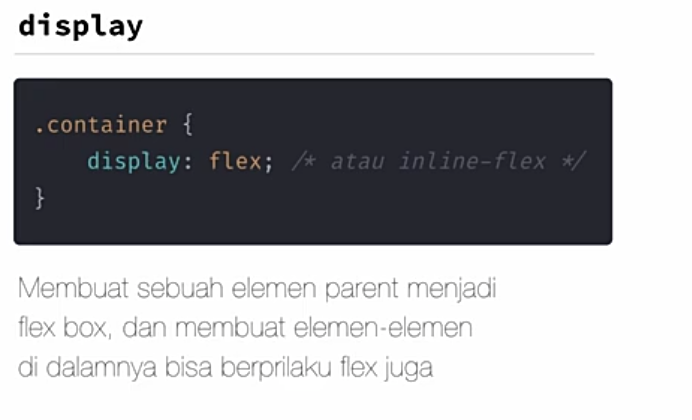 display
.container {
display: flex; /* atau inline-flex */
}
Membuat sebuah elemen parent menjadi
flex box, dan membuat elemen-elemen
di dalamnya bisa berprilaku flex juga